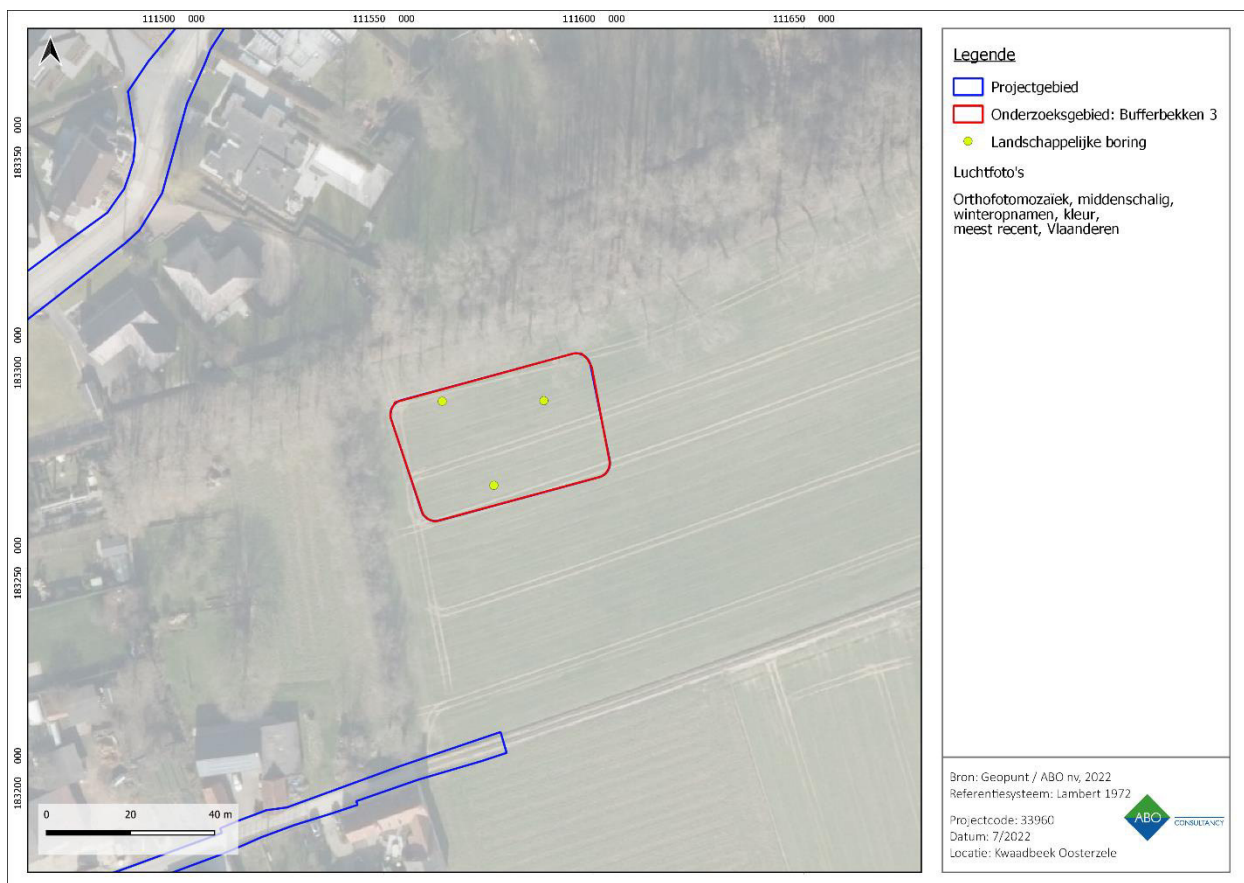 111500 000
111550 000
111600 000
111650 000
183350 000
183300 000
183250 000
183200 000
0 20 40 m
Legende
Projectgebied
Onderzoeksgebied: Bufferbekken 3
Landschappelijke boring
Luchtfoto's
Orthofotomozaïek, middenschalig,
winteropnamen, kleur,
meest recent, Vlaanderen
Bron: Geopunt / ABO nv, 2022
Referentiesysteem: Lambert 1972
Projectcode: 33960
Datum: 7/2022
Locatie: Kwaadbeek Oosterzele
ABO
CONSULTANCY